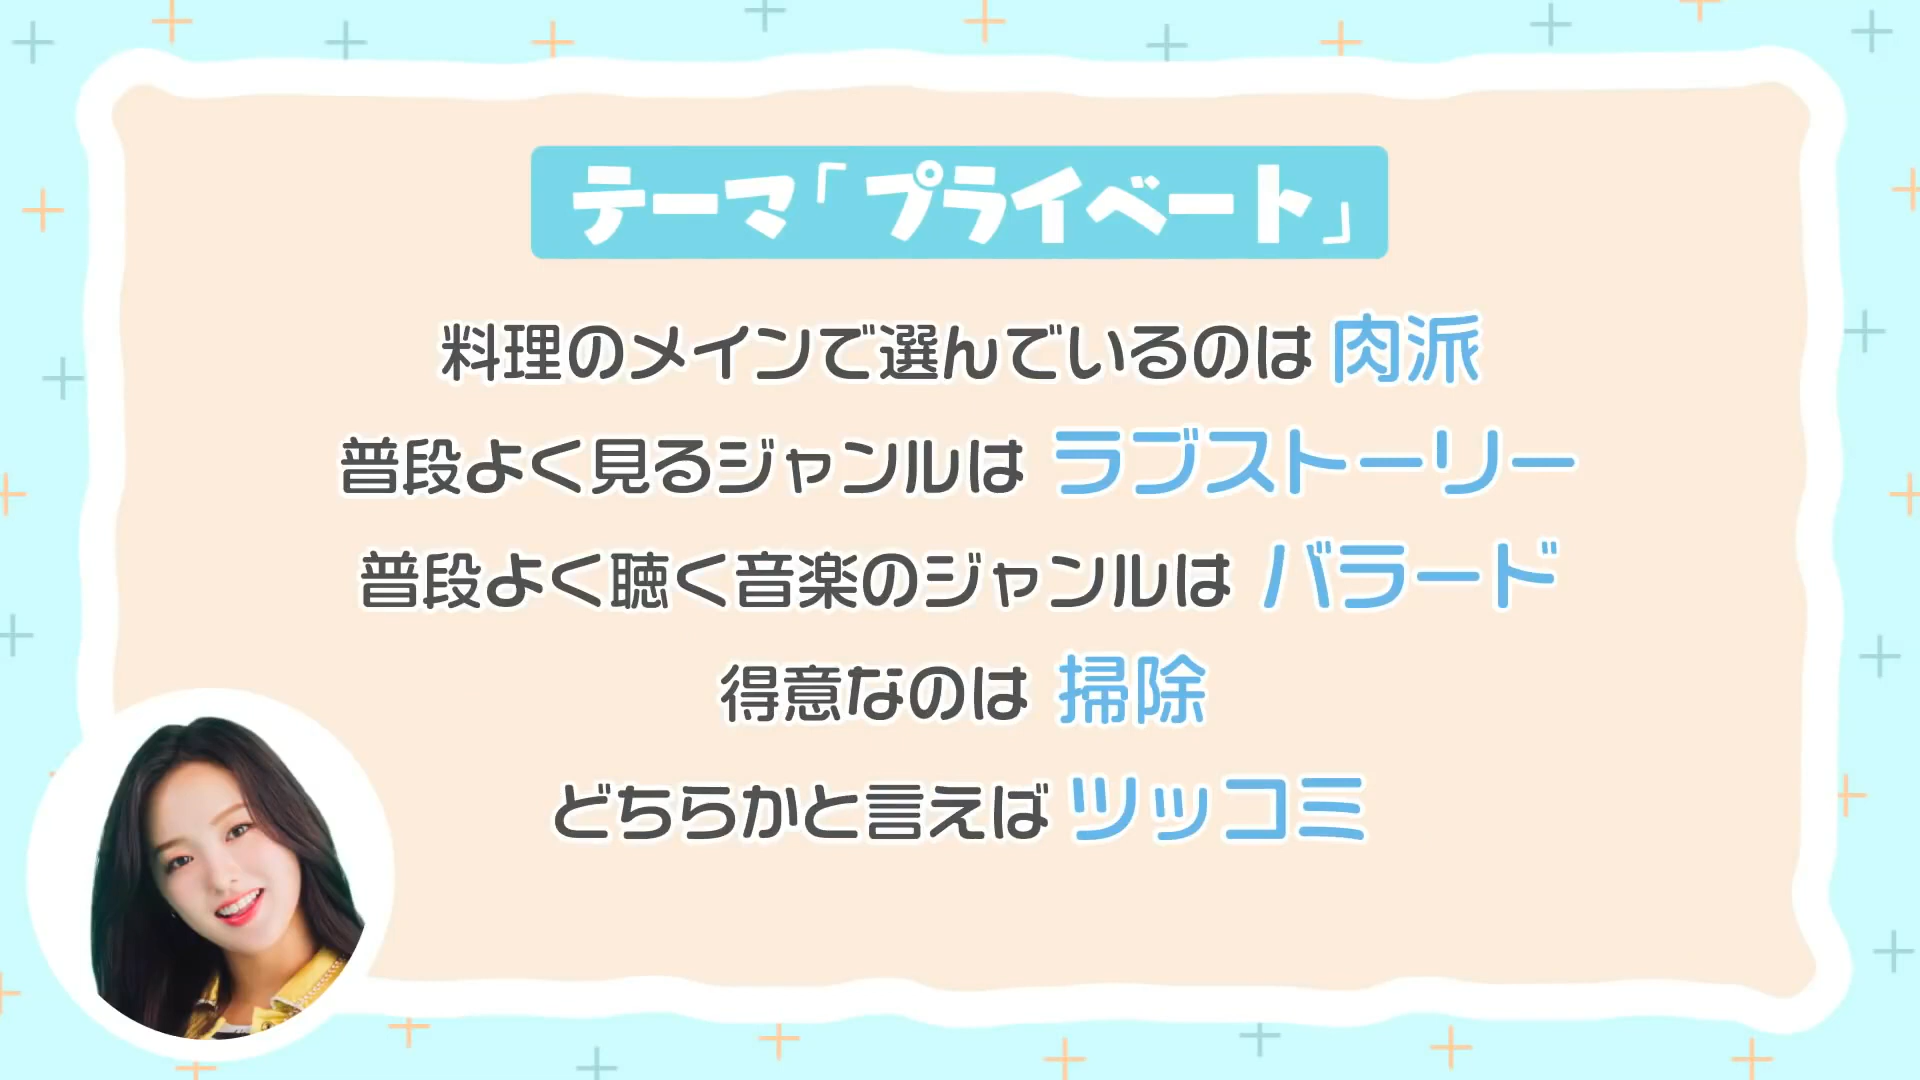 テーマ「プライベート」
料理のメインで選んでいるのは 肉派
普段よく見るジャンルは ラブストーリー
普段よく聴く音楽のジャンルは バラード
得意なのは 掃除
どちらかと言えば ツッコミ